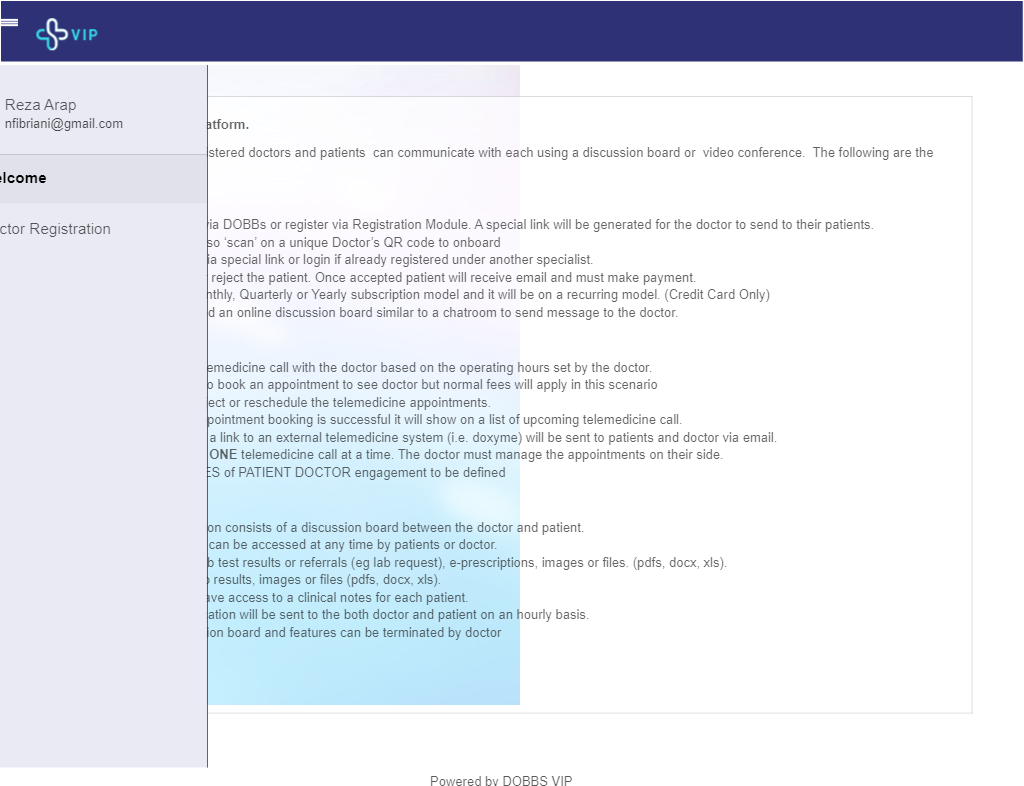 VIP
Reza Arap
nfibriani@gmail.com
elcome
ctor Registration
atform.
istered doctors and patients  can communicate with each using a discussion board or  video conference.  The following are the
via DOBBs or register via Registration Module. A special link will be generated for the doctor to send to their patients.
so ‘scan’ on a unique Doctor’s QR code to onboard
ia special link or login if already registered under another specialist.
r reject the patient. Once accepted patient will receive email and must make payment.
nthly, Quarterly or Yearly subscription model and it will be on a recurring model. (Credit Card Only)
d an online discussion board similar to a chatroom to send message to the doctor.
emedicine call with the doctor based on the operating hours set by the doctor.
o book an appointment to see doctor but normal fees will apply in this scenario
ject or reschedule the telemedicine appointments.
pointment booking is successful it will show on a list of upcoming telemedicine call.
a link to an external telemedicine system (i.e. doxyme) will be sent to patients and doctor via email.
ONE telemedicine call at a time. The doctor must manage the appointments on their side.
ES of PATIENT DOCTOR engagement to be defined
on consists of a discussion board between the doctor and patient.
can be accessed at any time by patients or doctor.
b test results or referrals (eg lab request), e-prescriptions, images or files. (pdfs, docx, xls).
o results, images or files (pdfs, docx, xls).
ave access to a clinical notes for each patient.
cation will be sent to the both doctor and patient on an hourly basis.
ion board and features can be terminated by doctor
Powered by DOBBS VIP